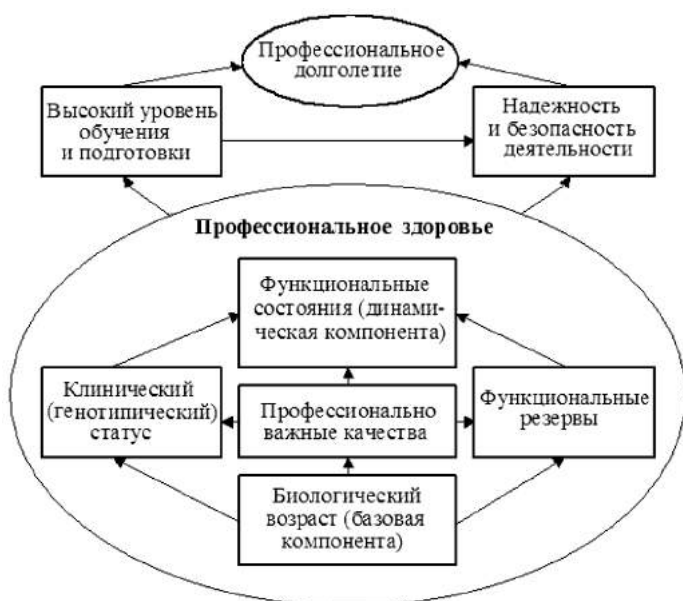 Профессиональное
долголетие
Высокий уровень
обучения
и подготовки
Надежность
и безопасность
деятельности
Профессиональное здоровье
Функциональные
состояния (динами-
ческая компонента)
Клинический
(генотипический)
статус
Профессионально
важные качества
Функциональные
резервы
Биологический
возраст (базовая
компонента)